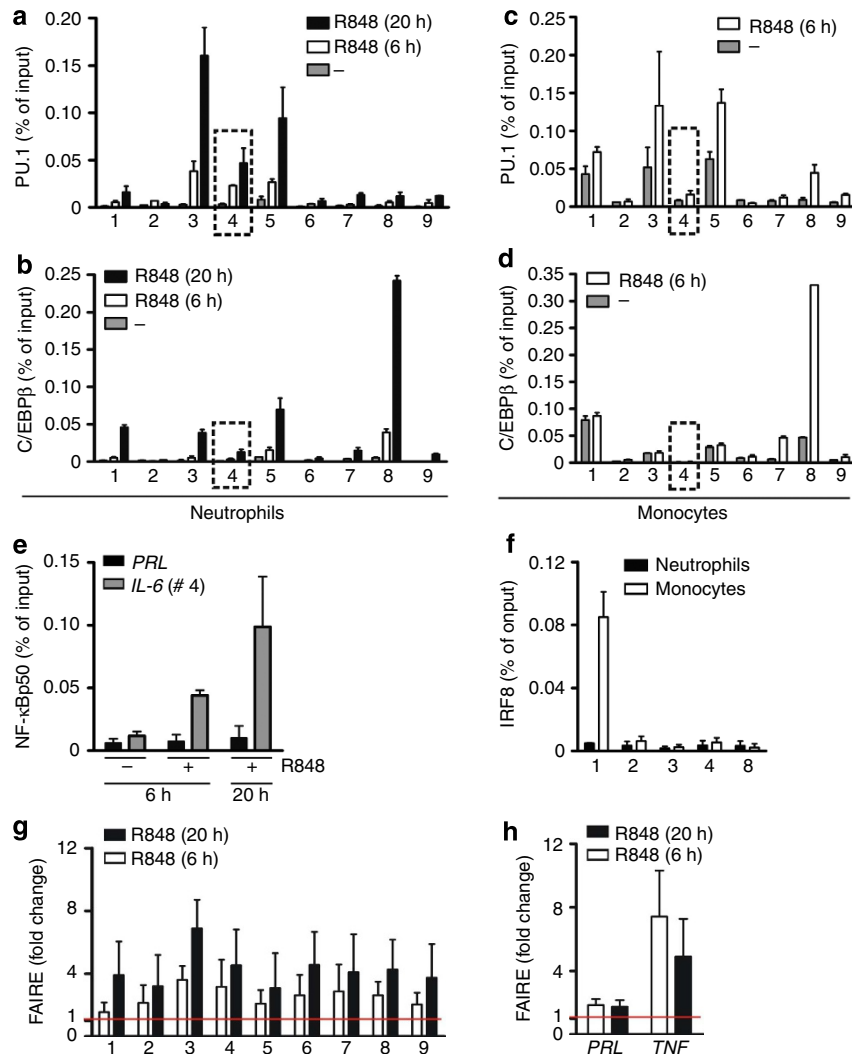 a
0.20
0.15
0.10
0.05
0
PU.1 (% of input)
R848 (20 h)
R848 (6 h)
–
1 2 3 4 5 6 7 8 9
c
0.25
0.20
0.15
0.10
0.05
0
PU.1 (% of input)
R848 (6 h)
–
1 2 3 4 5 6 7 8 9
b
0.25
0.20
0.15
0.10
0.05
0
C/EBPβ (% of input)
R848 (20 h)
R848 (6 h)
–
1 2 3 4 5 6 7 8 9
Neutrophils
d
0.35
0.30
0.25
0.20
0.15
0.10
0.05
0
C/EBPβ (% of input)
R848 (6 h)
–
1 2 3 4 5 6 7 8 9
Monocytes
e
0.15
0.10
0.05
0
NF-κBp50 (% of input)
PRL
IL-6 (# 4)
– + + R848
6 h 20 h
f
0.12
0.08
0.04
0
IRF8 (% of onput)
Neutrophils
Monocytes
1 2 3 4 8
g
12
8
4
1
0
FAIRE (fold change)
R848 (20 h)
R848 (6 h)
1 2 3 4 5 6 7 8 9
h
12
8
4
1
0
FAIRE (fold change)
R848 (20 h)
R848 (6 h)
PRL TNF